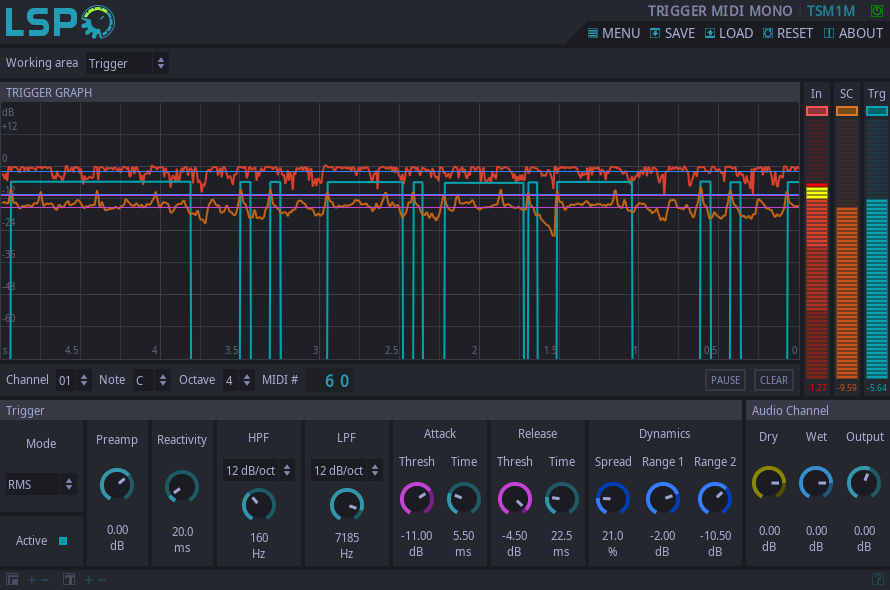 LSP
TRIGGER MIDI MONO TSM1M
MENU SAVE LOAD RESET ABOUT
Working area Trigger
TRIGGER GRAPH
In SC Trg
dB
+12
0
-12
-24
-36
-48
-60
s 4.5 4 3.5 3 2.5 2 1.5 1 0.5 0
-1.27 -9.59 -5.64
Channel 01 Note C Octave 4 MIDI # 60
PAUSE CLEAR
Trigger
Audio Channel
Mode
RMS
Active
Preamp
0.00
dB
Reactivity
20.0
ms
HPF
12 dB/oct
160
Hz
LPF
12 dB/oct
7185
Hz
Attack
Thresh Time
-11.00 5.50
dB ms
Release
Thresh Time
-4.50 22.5
dB ms
Dynamics
Spread Range 1 Range 2
21.0 -2.00 -10.50
% dB dB
Dry Wet Output
0.00 0.00 0.00
dB dB dB
+ − T + − ?